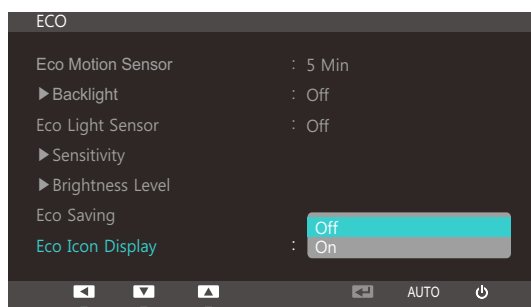 ECO
Eco Motion Sensor : 5 Min
▶Backlight : Off
Eco Light Sensor : Off
▶Sensitivity
▶Brightness Level
Eco Saving
Off
Eco Icon Display : On
AUTO